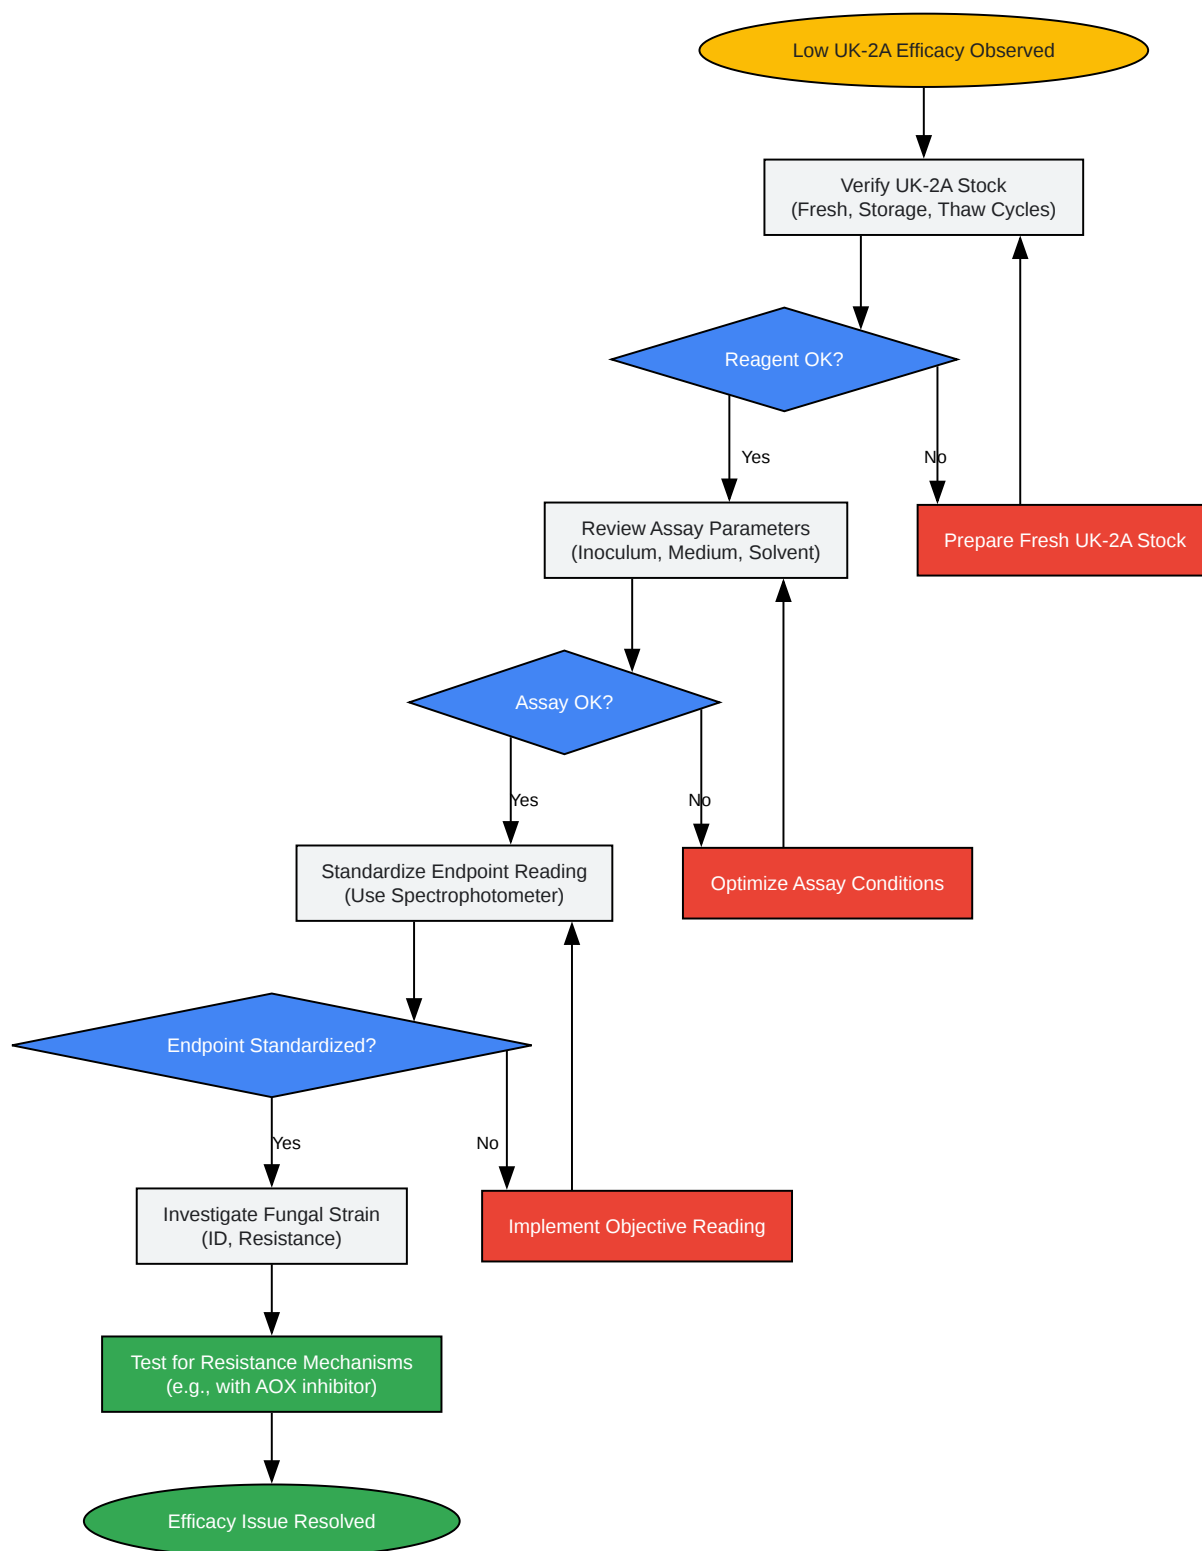 Low UK-2A Efficacy Observed
Verify UK-2A Stock
(Fresh, Storage, Thaw Cycles)
Reagent OK?
Yes
No
Review Assay Parameters
(Inoculum, Medium, Solvent)
Prepare Fresh UK-2A Stock
Assay OK?
Yes
No
Standardize Endpoint Reading
(Use Spectrophotometer)
Optimize Assay Conditions
Endpoint Standardized?
Yes
No
Investigate Fungal Strain
(ID, Resistance)
Implement Objective Reading
Test for Resistance Mechanisms
(e.g., with AOX inhibitor)
Efficacy Issue Resolved